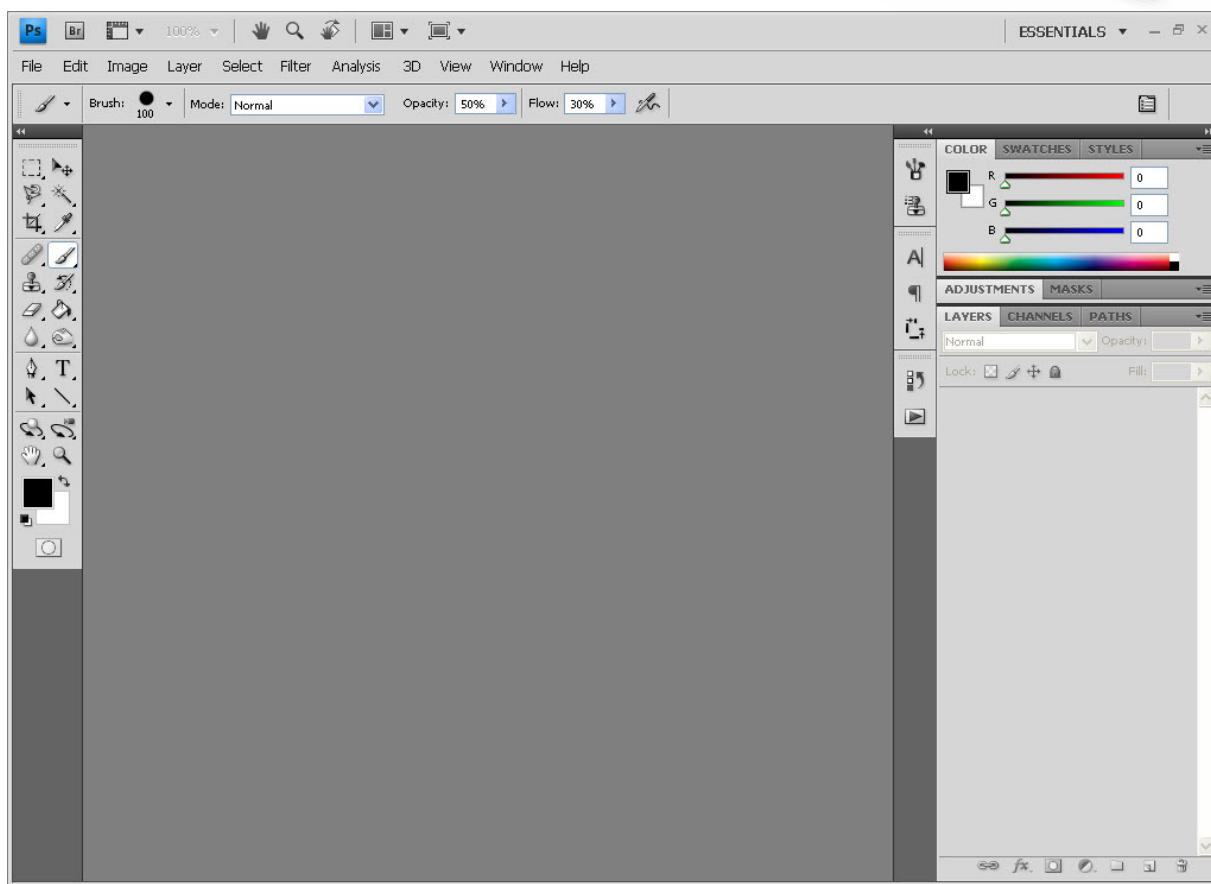 Ps Br 100% ESSENTIALS
File Edit Image Layer Select Filter Analysis 3D View Window Help
Brush: 100 Mode: Normal Opacity: 50% Flow: 30%
COLOR SWATCHES STYLES
R 0
G 0
B 0
A
ADJUSTMENTS MASKS
LAYERS CHANNELS PATHS
Normal Opacity:
Lock: Fill:
T
fx